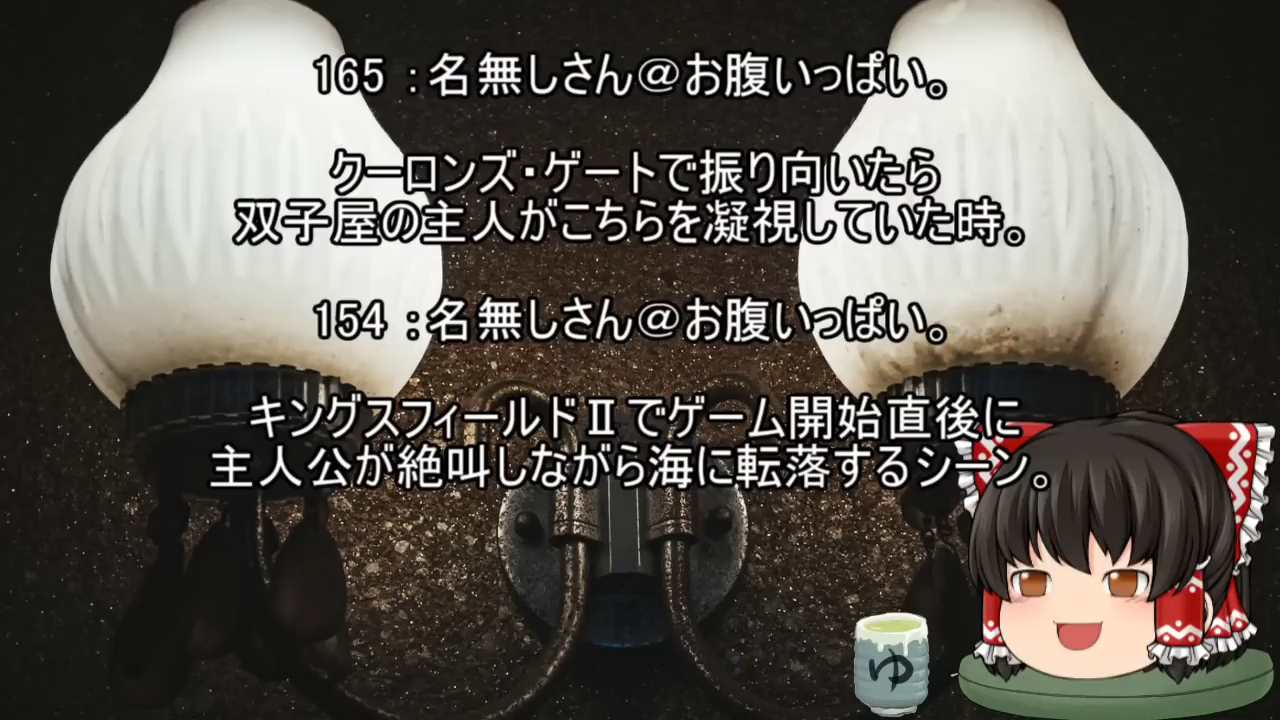 165 :名無しさん@お腹いっぱい。
クーロンズ・ゲートで振り向いたら
双子屋の主人がこちらを凝視していた時。
154 :名無しさん@お腹いっぱい。
キングスフィールドⅡでゲーム開始直後に
主人公が絶叫しながら海に転落するシーン。
ゆ